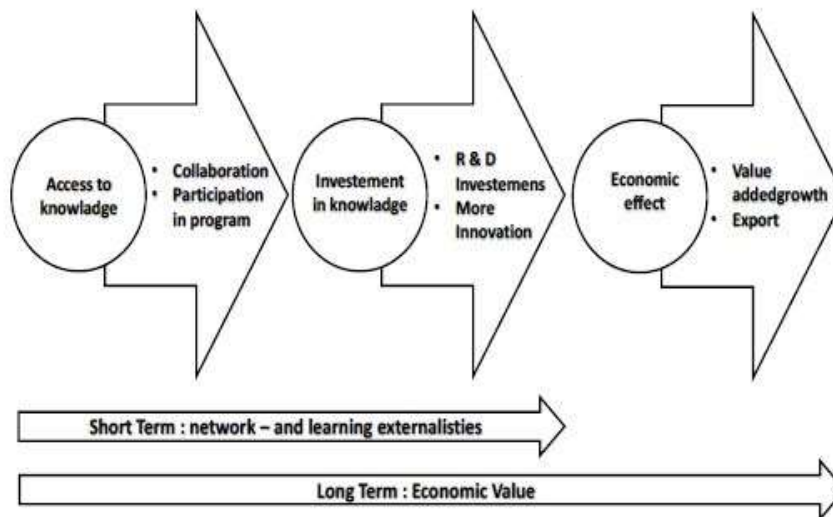 Access to
knowladge
• Collaboration
• Participation
in program
Investement
in knowladge
• R & D
Investemens
• More
Innovation
Economic
effect
• Value
addedgrowth
• Export
Short Term : network – and learning externalisties
Long Term : Economic Value